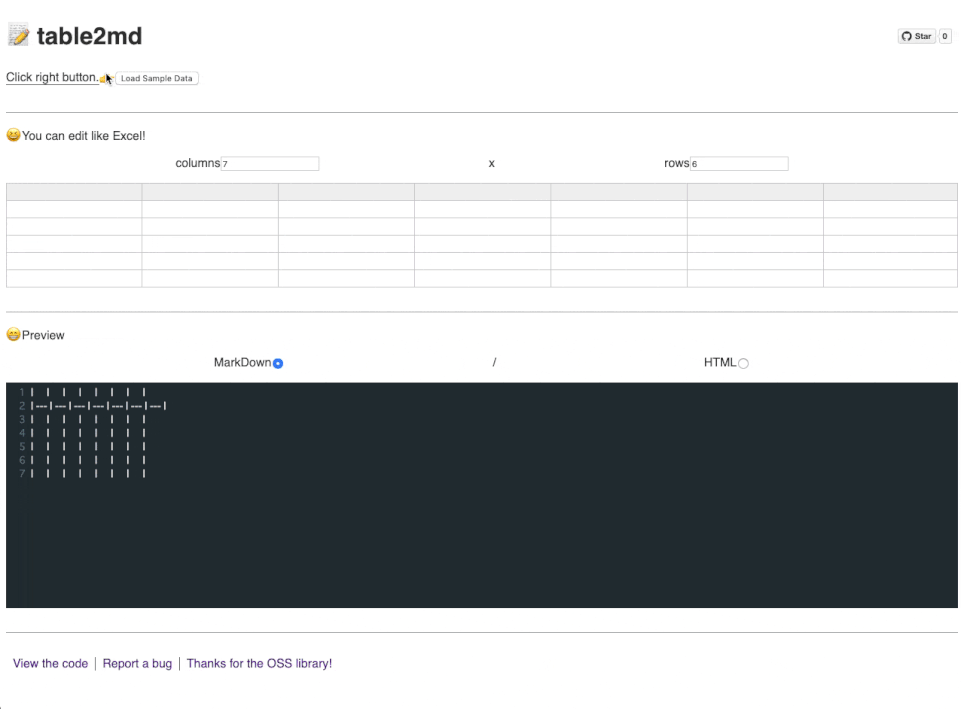 table2md
Star 0
Click right button. Load Sample Data
You can edit like Excel!
columns 7 x rows 6
Preview
MarkDown / HTML
1 | | | | | | | |
2 |---|---|---|---|---|---|---|
3 | | | | | | | |
4 | | | | | | | |
5 | | | | | | | |
6 | | | | | | | |
7 | | | | | | | |
View the code | Report a bug | Thanks for the OSS library!